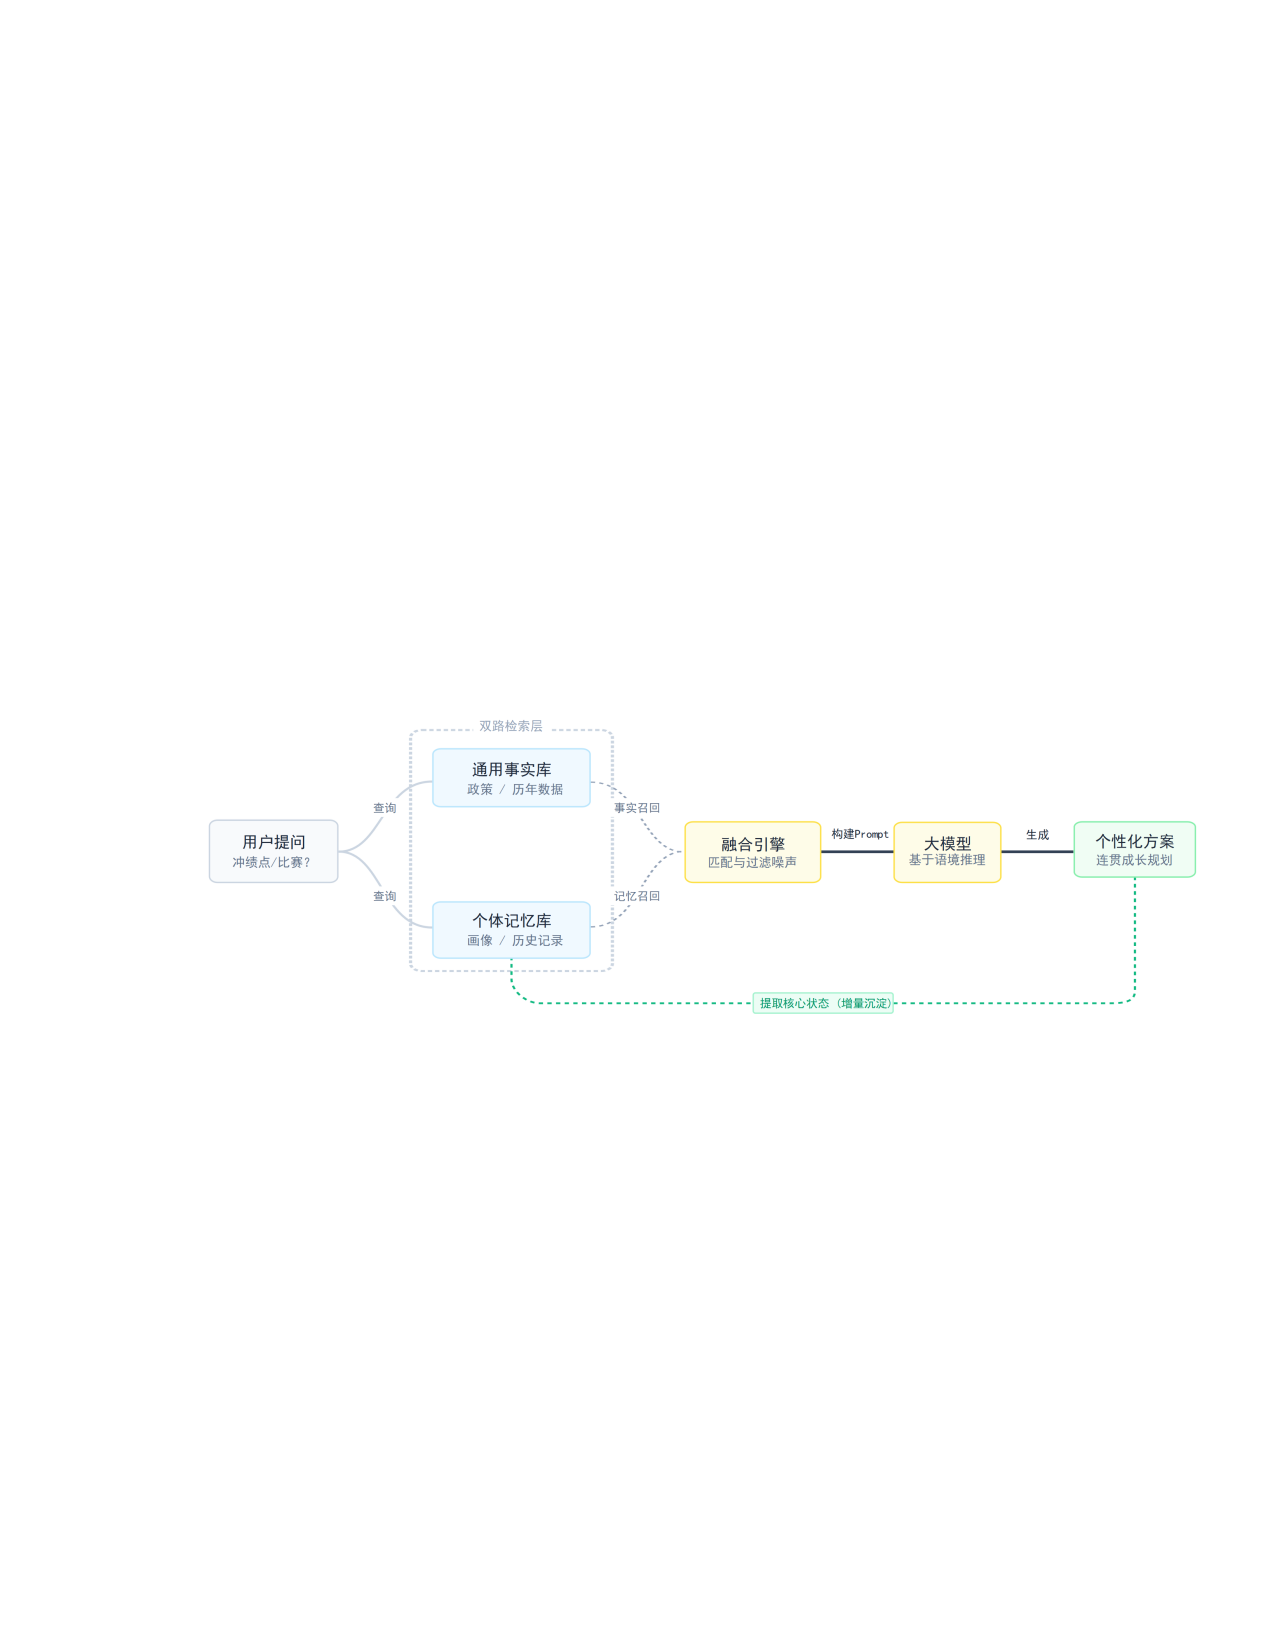 双路检索层
通用事实库
政策 / 历年数据
查询
事实召回
用户提问
冲绩点/比赛?
融合引擎
匹配与过滤噪声
构建Prompt
大模型
基于语境推理
生成
个性化方案
连贯成长规划
查询
记忆召回
个体记忆库
画像 / 历史记录
提取核心状态 (增量沉淀)